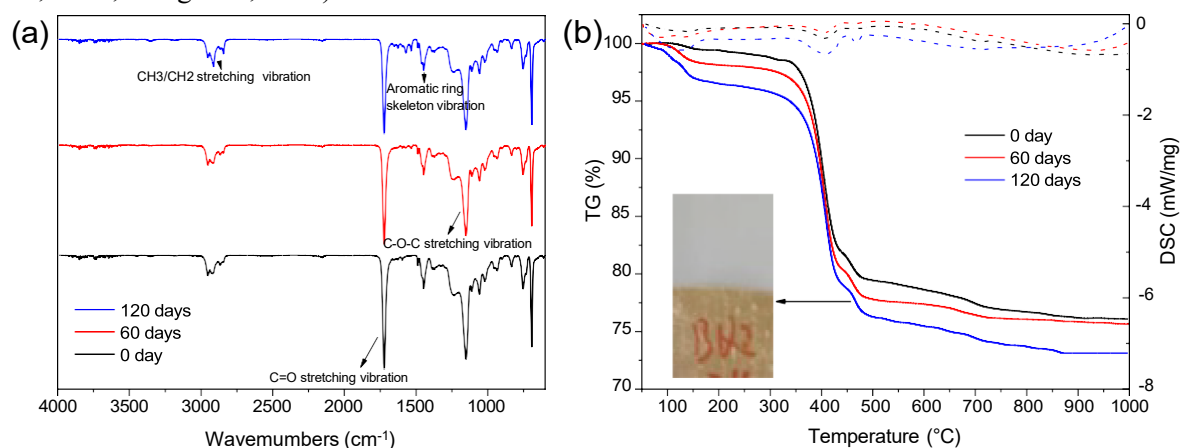 (a)
CH3/CH2 stretching vibration
Aromatic ring
skeleton vibration
C-O-C stretching vibration
120 days
60 days
0 day
C=O stretching vibration
4000 3500 3000 2500 2000 1500 1000
Wavemumbers (cm-1)
(b)
100
95
90
85
80
75
70
TG (%)
0 day
60 days
120 days
0
-2
-4
-6
-8
DSC (mW/mg)
100 200 300 400 500 600 700 800 900 1000
Temperature (°C)